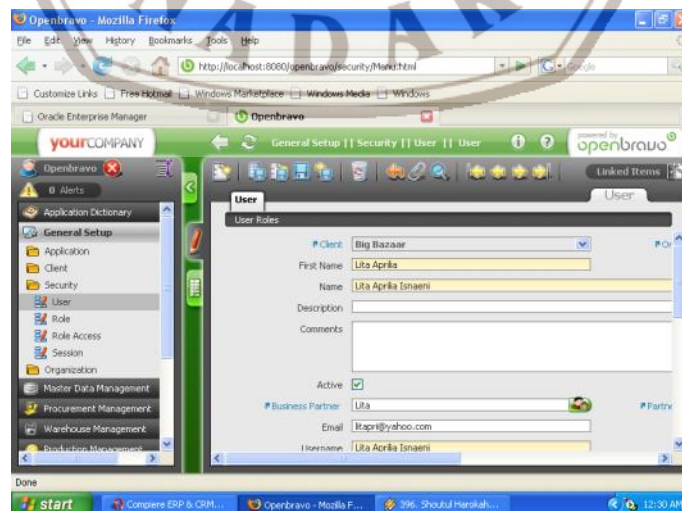 NADAR
Openbravo - Mozilla Firefox
File Edit View History Bookmarks Tools Help
http://localhost:8080/openbravo/security/Menu.html
Google
Customize Links Free Hotmail Windows Marketplace Windows Media Windows
Oracle Enterprise Manager Openbravo
yourCOMPANY
General Setup || Security || User || User
powered by
openbravo
Openbravo
0 Alerts
Linked Items
Application Dictionary
General Setup
Application
Client
Security
User
Role
Role Access
Session
Organization
Master Data Management
Procurement Management
Warehouse Management
Production Management
User
User
User Roles
Client Big Bazaar
First Name Lita Aprilia
Name Lita Aprilia Isnaeni
Description
Comments
Active
Business Partner Lita
Email litapri@yahoo.com
Username Lita Aprilia Isnaeni
Done
start Compiere ERP & CRM... Openbravo - Mozilla F... 396. Shoutul Harokah... 12:30 AM